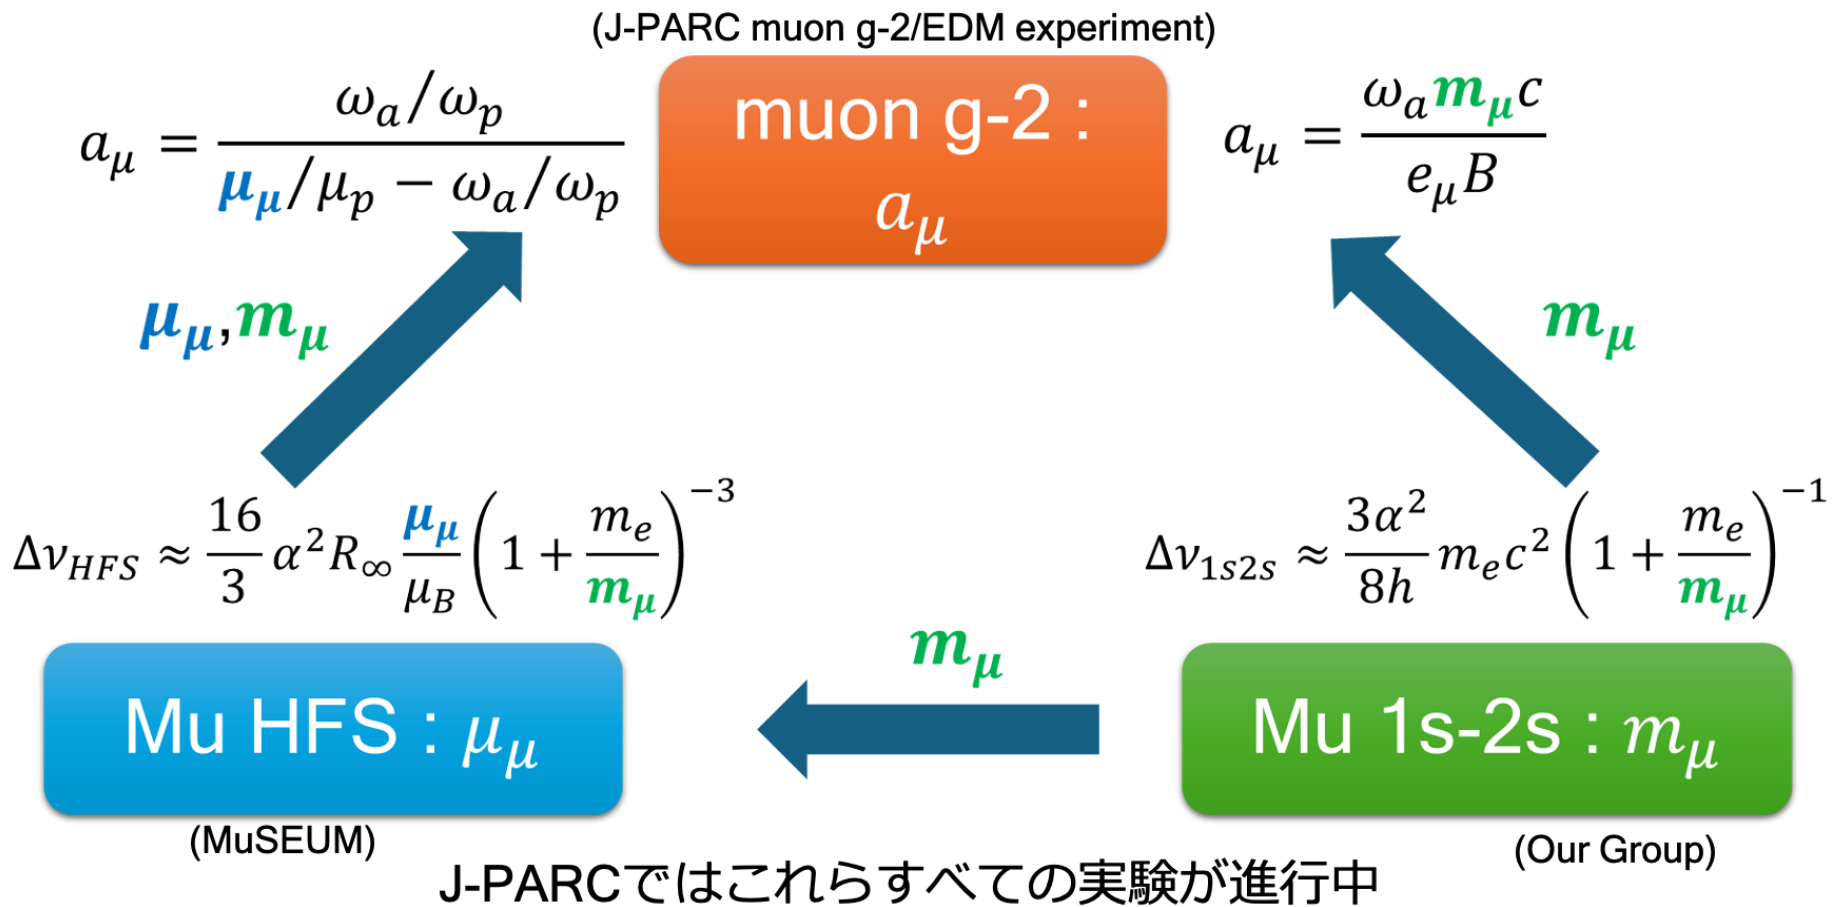 (J-PARC muon g-2/EDM experiment)
muon g-2 :
a_μ
a_μ = (ω_a/ω_p) / (μ_μ/μ_p − ω_a/ω_p)
a_μ = (ω_a m_μ c) / (e_μ B)
μ_μ,m_μ
m_μ
Δν_HFS ≈ (16/3) α² R_∞ (μ_μ/μ_B) (1 + m_e/m_μ)^−3
Δν_1s2s ≈ (3α²/8h) m_e c² (1 + m_e/m_μ)^−1
m_μ
Mu HFS : μ_μ
Mu 1s-2s : m_μ
(MuSEUM)
(Our Group)
J-PARCではこれらすべての実験が進行中